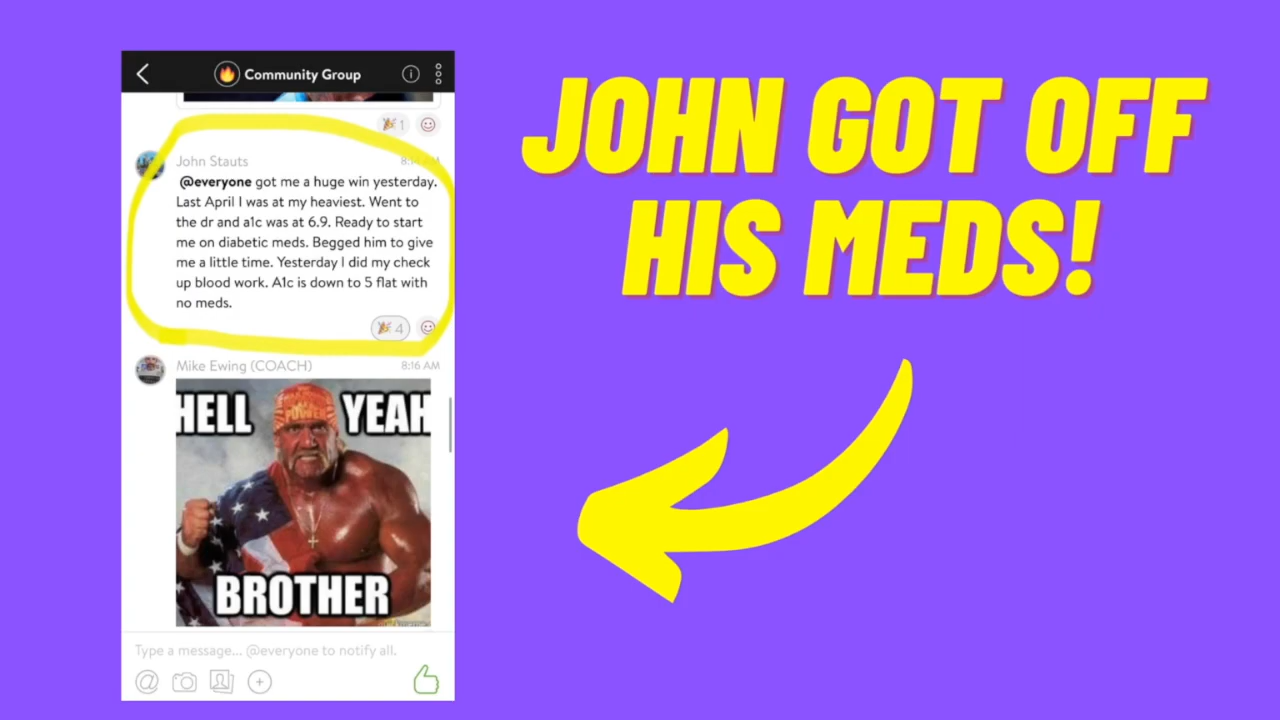 Community Group
1
John Stauts
@everyone got me a huge win yesterday.
Last April I was at my heaviest. Went to
the dr and a1c was at 6.9. Ready to start
me on diabetic meds. Begged him to give
me a little time. Yesterday I did my check
up blood work. A1c is down to 5 flat with
no meds.
4
Mike Ewing (COACH) 8:16 AM
HELL YEAH
POWER
BROTHER
Type a message... @everyone to notify all.
JOHN GOT OFF
HIS MEDS!